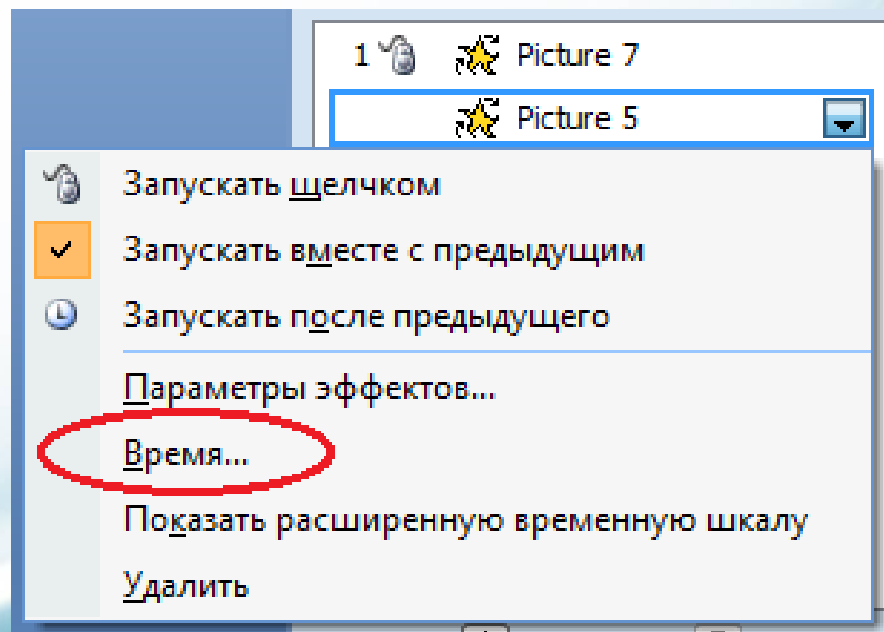 1 Picture 7
Picture 5
Запускать щелчком
Запускать вместе с предыдущим
Запускать после предыдущего
Параметры эффектов...
Время...
Показать расширенную временную шкалу
Удалить